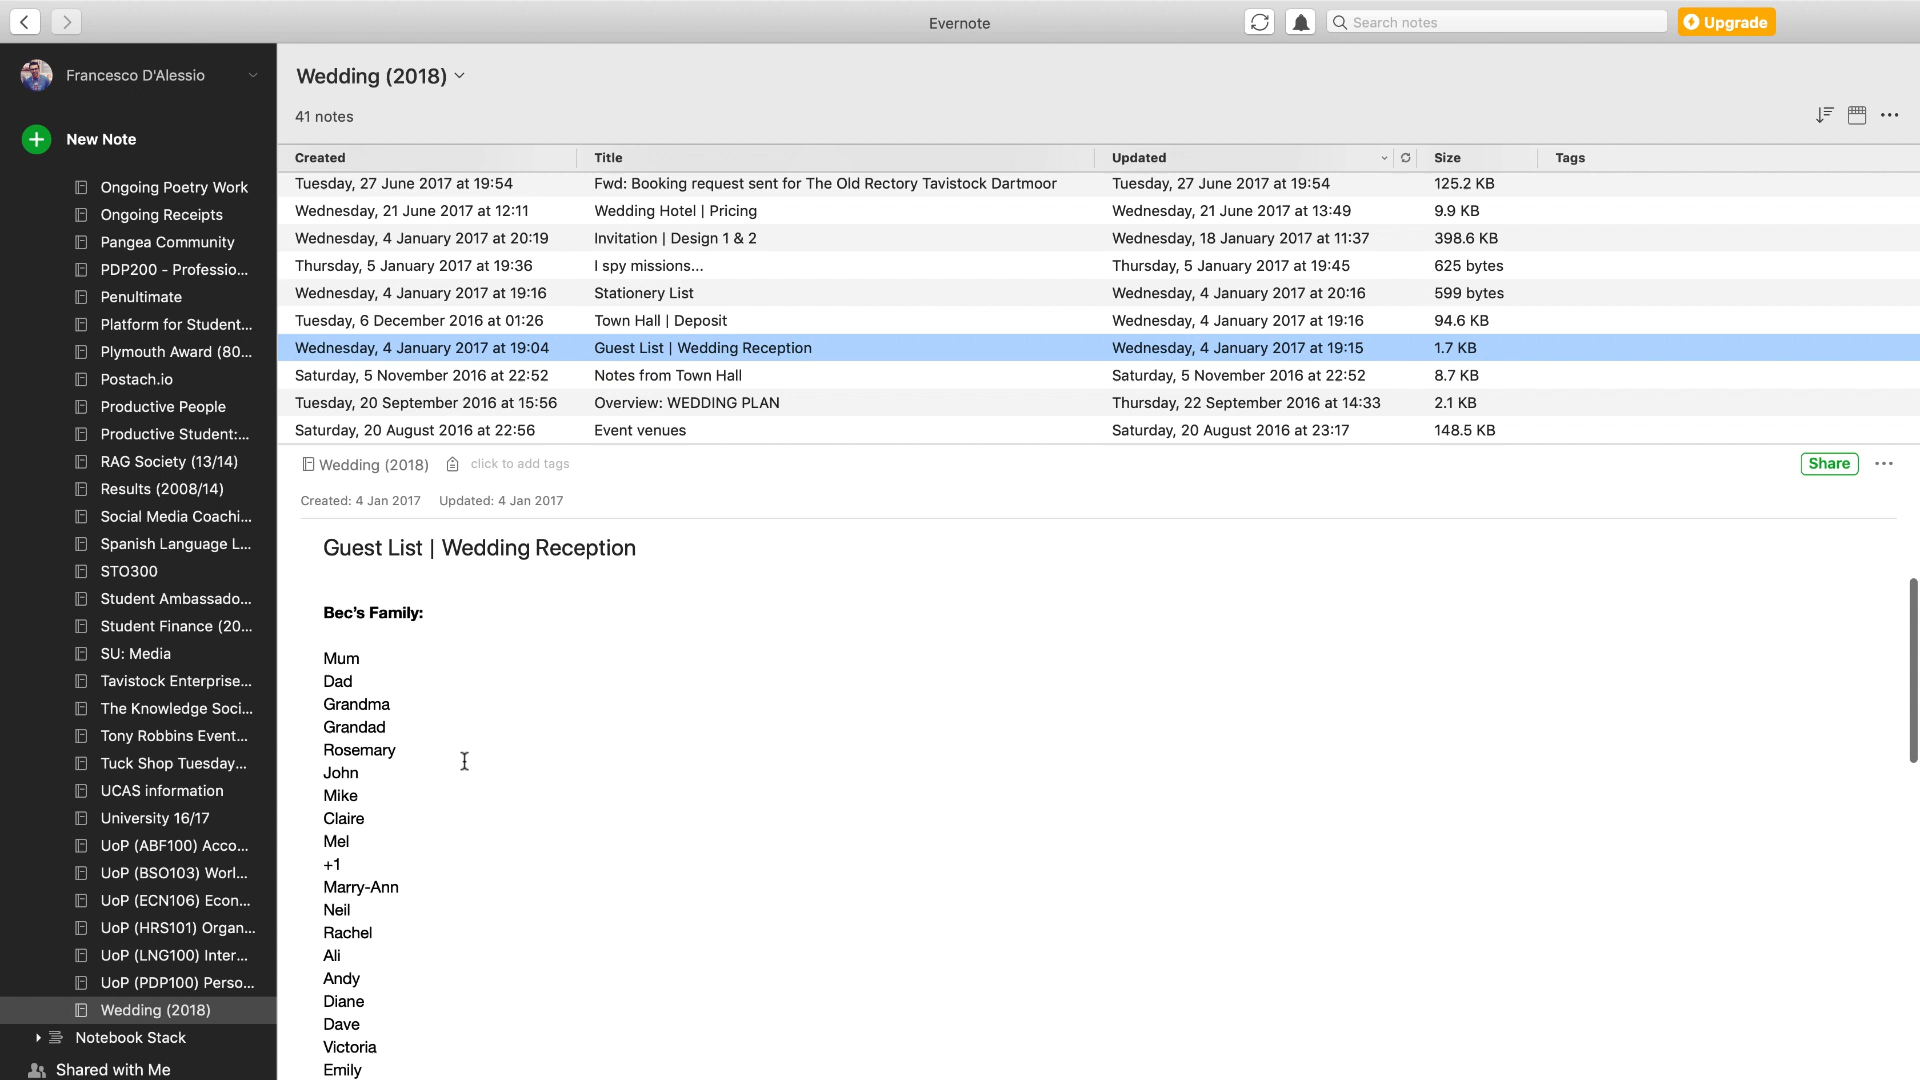 Evernote
Search notes
Upgrade
Francesco D'Alessio
New Note
Ongoing Poetry Work
Ongoing Receipts
Pangea Community
PDP200 - Professio...
Penultimate
Platform for Student...
Plymouth Award (80...
Postach.io
Productive People
Productive Student:...
RAG Society (13/14)
Results (2008/14)
Social Media Coachi...
Spanish Language L...
STO300
Student Ambassado...
Student Finance (20...
SU: Media
Tavistock Enterprise...
The Knowledge Soci...
Tony Robbins Event...
Tuck Shop Tuesday...
UCAS information
University 16/17
UoP (ABF100) Acco...
UoP (BSO103) Worl...
UoP (ECN106) Econ...
UoP (HRS101) Organ...
UoP (LNG100) Inter...
UoP (PDP100) Perso...
Wedding (2018)
Notebook Stack
Shared with Me
Wedding (2018)
41 notes
Created Title Updated Size Tags
Tuesday, 27 June 2017 at 19:54 Fwd: Booking request sent for The Old Rectory Tavistock Dartmoor Tuesday, 27 June 2017 at 19:54 125.2 KB
Wednesday, 21 June 2017 at 12:11 Wedding Hotel | Pricing Wednesday, 21 June 2017 at 13:49 9.9 KB
Wednesday, 4 January 2017 at 20:19 Invitation | Design 1 & 2 Wednesday, 18 January 2017 at 11:37 398.6 KB
Thursday, 5 January 2017 at 19:36 I spy missions... Thursday, 5 January 2017 at 19:45 625 bytes
Wednesday, 4 January 2017 at 19:16 Stationery List Wednesday, 4 January 2017 at 20:16 599 bytes
Tuesday, 6 December 2016 at 01:26 Town Hall | Deposit Wednesday, 4 January 2017 at 19:16 94.6 KB
Wednesday, 4 January 2017 at 19:04 Guest List | Wedding Reception Wednesday, 4 January 2017 at 19:15 1.7 KB
Saturday, 5 November 2016 at 22:52 Notes from Town Hall Saturday, 5 November 2016 at 22:52 8.7 KB
Tuesday, 20 September 2016 at 15:56 Overview: WEDDING PLAN Thursday, 22 September 2016 at 14:33 2.1 KB
Saturday, 20 August 2016 at 22:56 Event venues Saturday, 20 August 2016 at 23:17 148.5 KB
Wedding (2018) click to add tags Share
Created: 4 Jan 2017 Updated: 4 Jan 2017
Guest List | Wedding Reception
Bec's Family:
Mum
Dad
Grandma
Grandad
Rosemary
John
Mike
Claire
Mel
+1
Marry-Ann
Neil
Rachel
Ali
Andy
Diane
Dave
Victoria
Emily